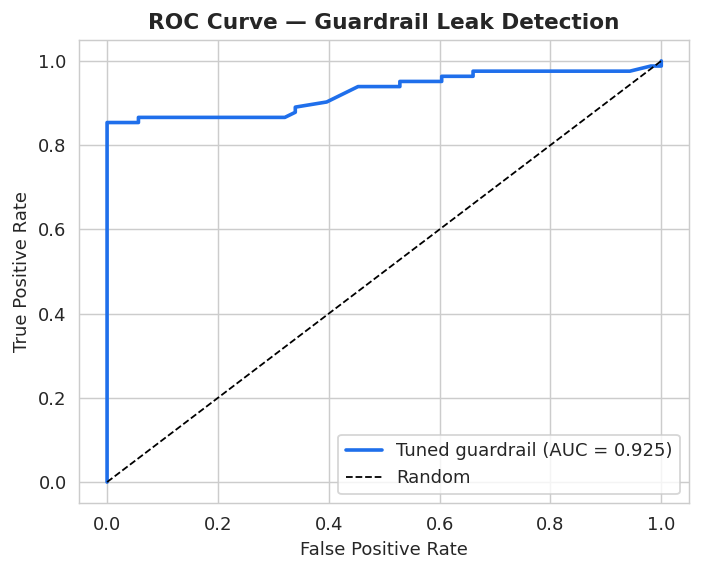 ROC Curve — Guardrail Leak Detection
True Positive Rate
1.0
0.8
0.6
0.4
0.2
0.0
Tuned guardrail (AUC = 0.925)
Random
0.0 0.2 0.4 0.6 0.8 1.0
False Positive Rate